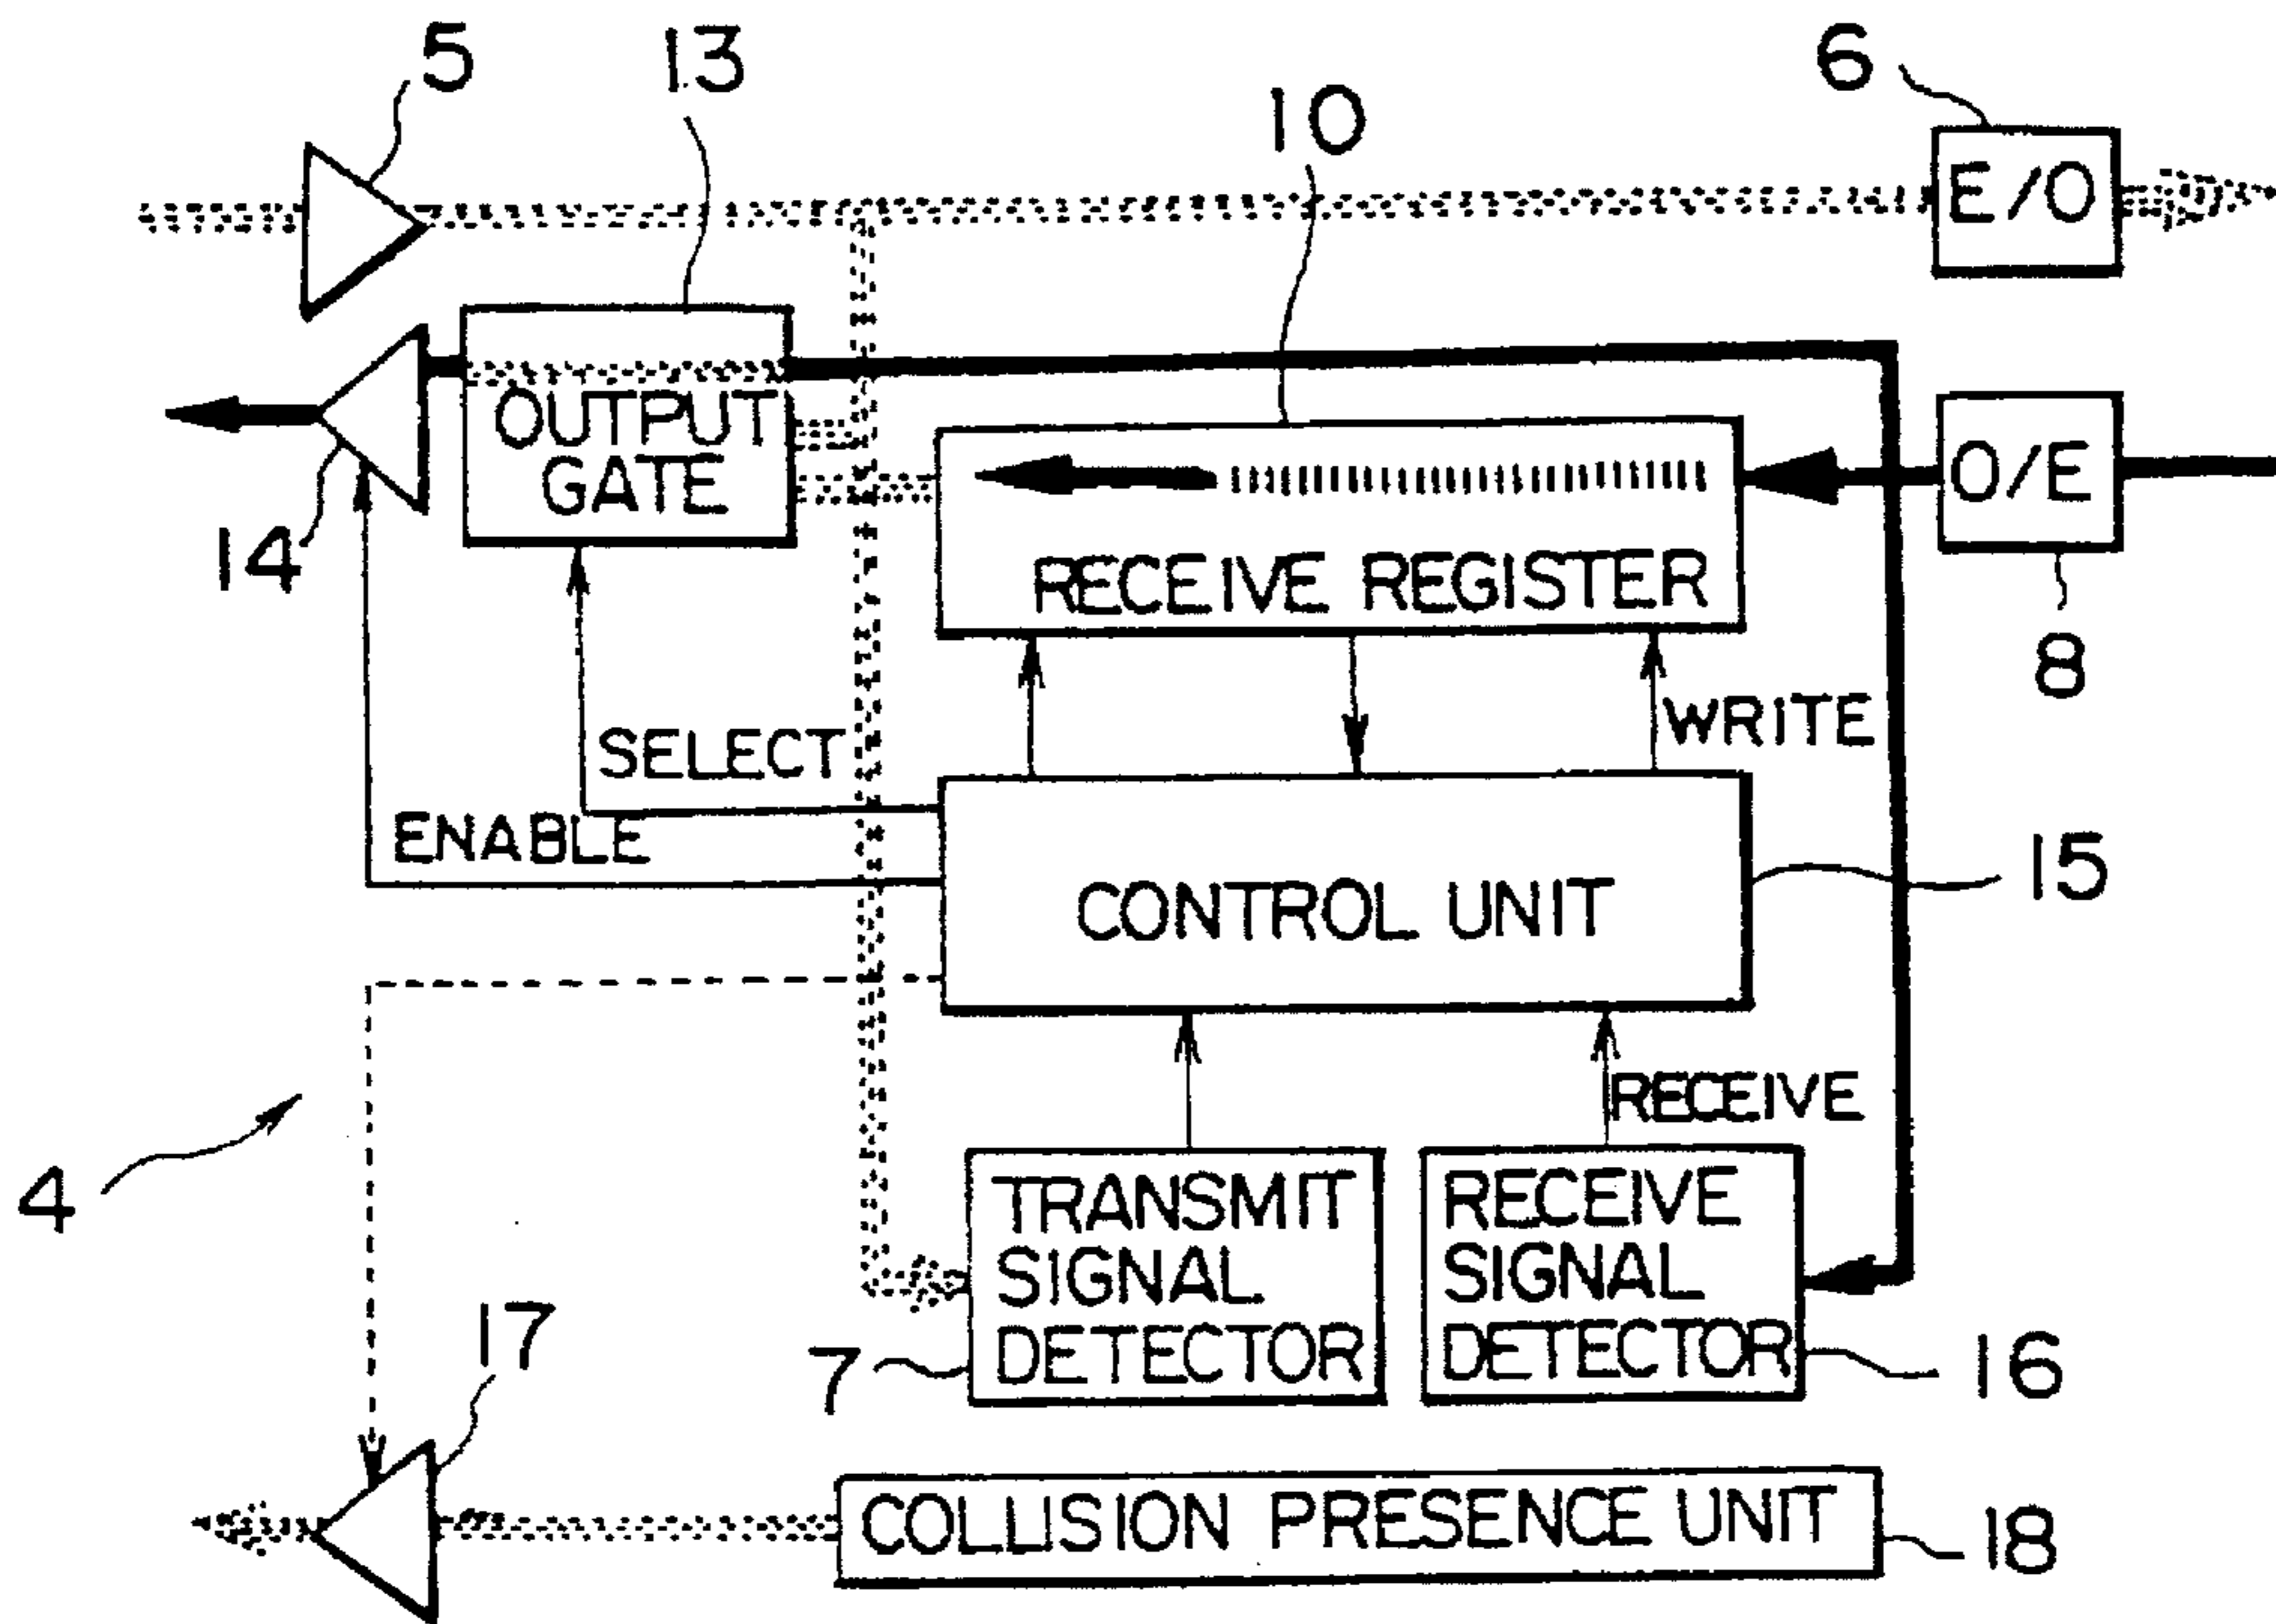 5
13
10
6
E/O
OUTPUT
GATE
14
RECEIVE REGISTER
O/E
8
SELECT
WRITE
ENABLE
CONTROL UNIT
15
RECEIVE
4
TRANSMIT
SIGNAL
DETECTOR
7
RECEIVE
SIGNAL
DETECTOR
16
17
COLLISION PRESENCE UNIT
18